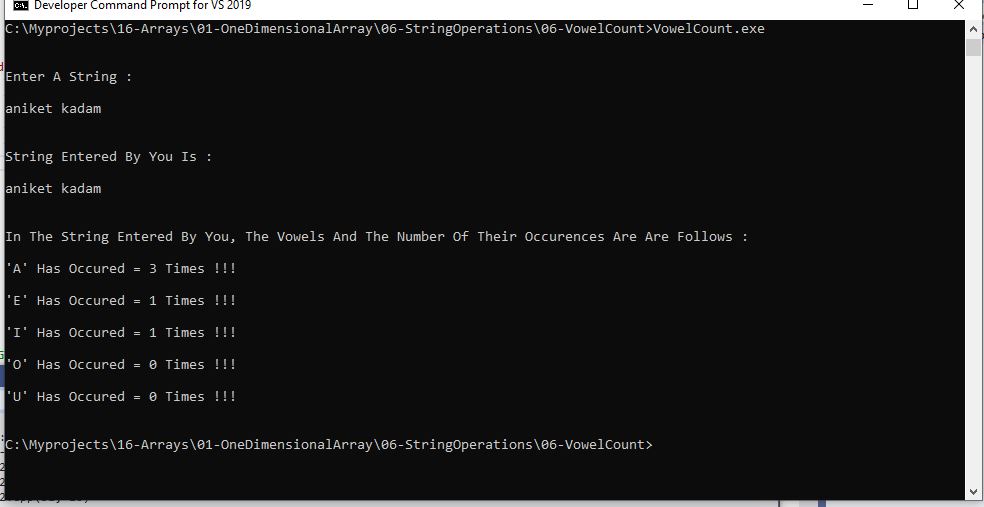 Developer Command Prompt for VS 2019
C:\Myprojects\16-Arrays\01-OneDimensionalArray\06-StringOperations\06-VowelCount>VowelCount.exe
Enter A String :
aniket kadam
String Entered By You Is :
aniket kadam
In The String Entered By You, The Vowels And The Number Of Their Occurences Are Are Follows :
'A' Has Occured = 3 Times !!!
'E' Has Occured = 1 Times !!!
'I' Has Occured = 1 Times !!!
'O' Has Occured = 0 Times !!!
'U' Has Occured = 0 Times !!!
C:\Myprojects\16-Arrays\01-OneDimensionalArray\06-StringOperations\06-VowelCount>